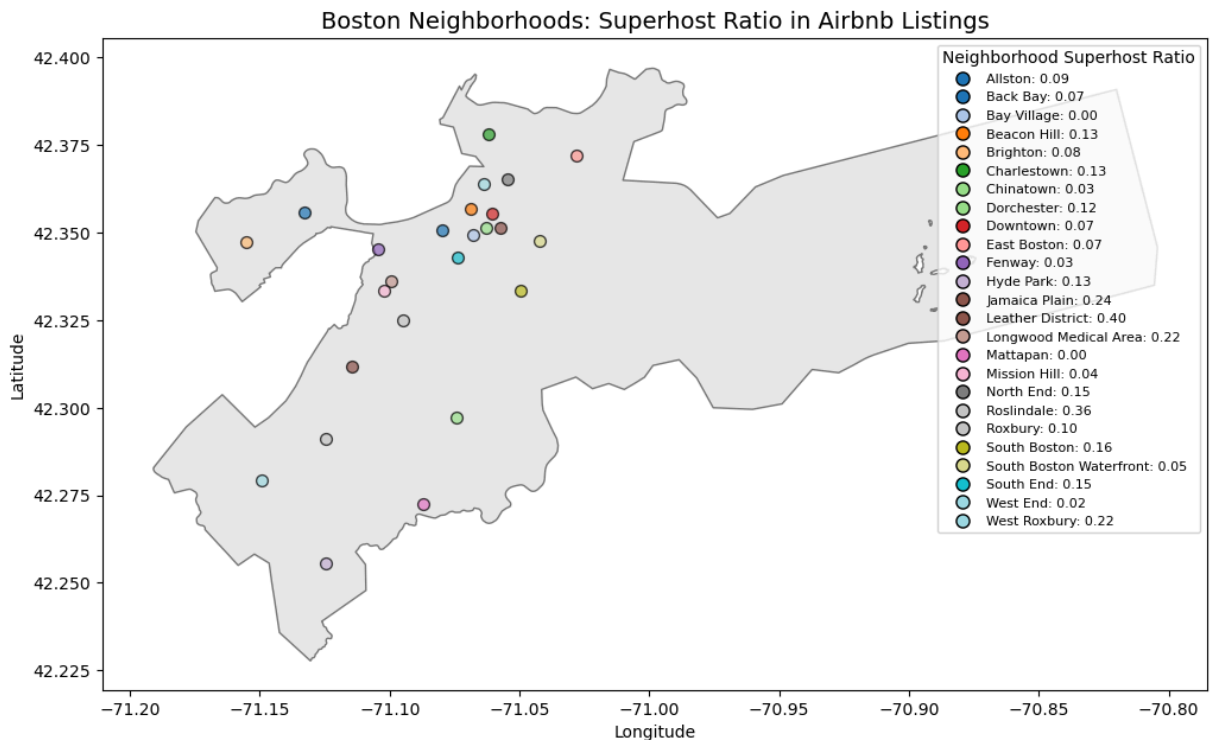 Boston Neighborhoods: Superhost Ratio in Airbnb Listings
Neighborhood Superhost Ratio
Allston: 0.09
Back Bay: 0.07
Bay Village: 0.00
Beacon Hill: 0.13
Brighton: 0.08
Charlestown: 0.13
Chinatown: 0.03
Dorchester: 0.12
Downtown: 0.07
East Boston: 0.07
Fenway: 0.03
Hyde Park: 0.13
Jamaica Plain: 0.24
Leather District: 0.40
Longwood Medical Area: 0.22
Mattapan: 0.00
Mission Hill: 0.04
North End: 0.15
Roslindale: 0.36
Roxbury: 0.10
South Boston: 0.16
South Boston Waterfront: 0.05
South End: 0.15
West End: 0.02
West Roxbury: 0.22
Latitude
42.400
42.375
42.350
42.325
42.300
42.275
42.250
42.225
−71.20 −71.15 −71.10 −71.05 −71.00 −70.95 −70.90 −70.85 −70.80
Longitude